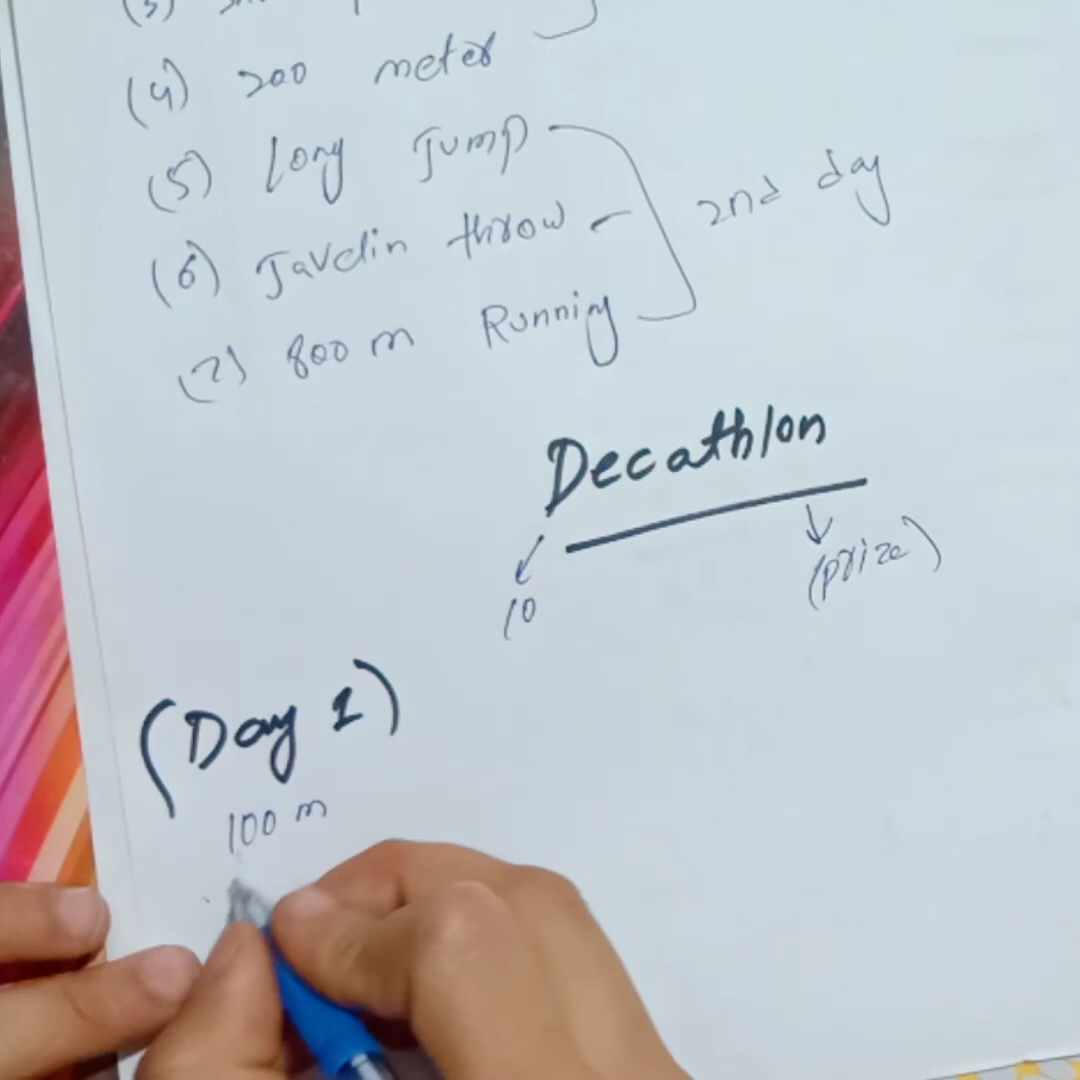 (3)
(4) 200 meter
(5) Long Jump
(6) Javelin throw
2nd day
(7) 800 m Running
Decathlon
10
(prize)
(Day 1)
100 m